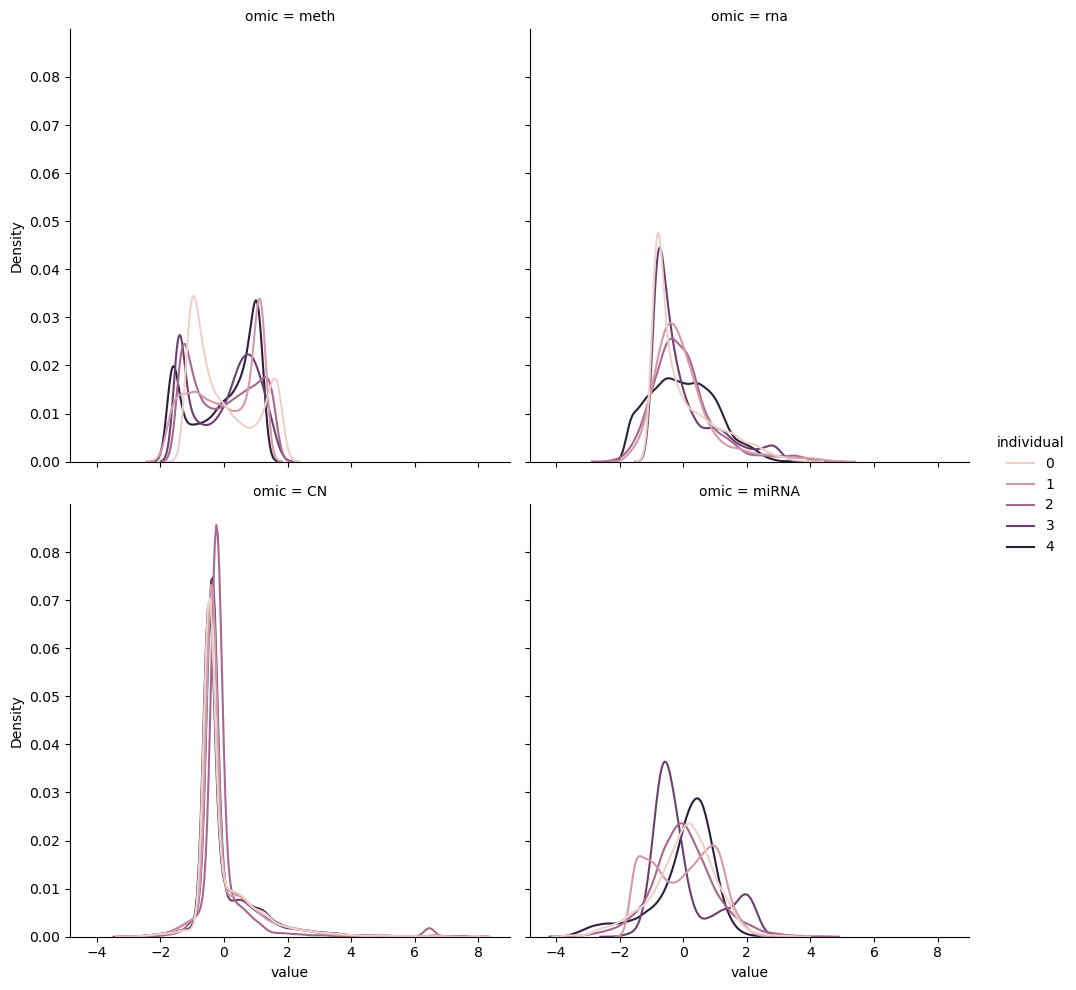 omic = meth
omic = rna
0.08
0.07
0.06
0.05
0.04
0.03
0.02
0.01
0.00
Density
individual
0
1
2
3
4
omic = CN
omic = miRNA
0.08
0.07
0.06
0.05
0.04
0.03
0.02
0.01
0.00
Density
−4 −2 0 2 4 6 8
−4 −2 0 2 4 6 8
value
value